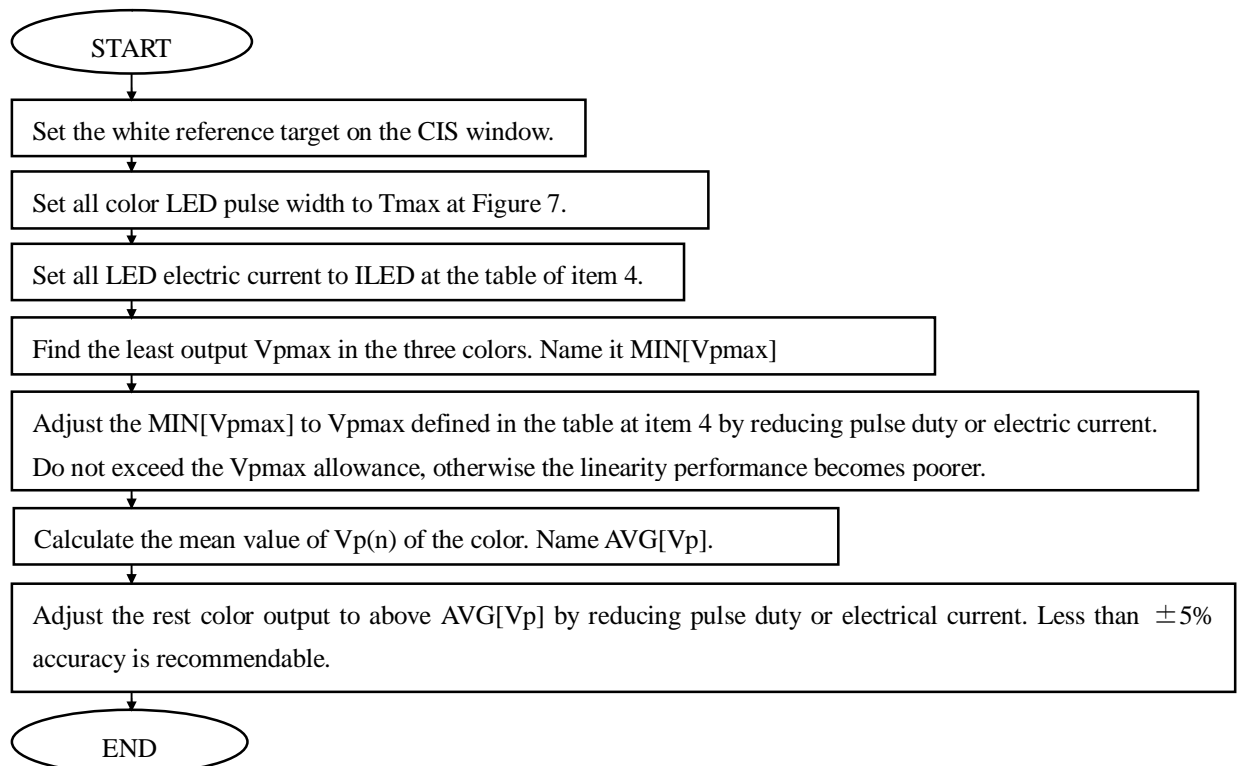 START
Set the white reference target on the CIS window.
Set all color LED pulse width to Tmax at Figure 7.
Set all LED electric current to ILED at the table of item 4.
Find the least output Vpmax in the three colors. Name it MIN[Vpmax]
Adjust the MIN[Vpmax] to Vpmax defined in the table at item 4 by reducing pulse duty or electric current.
Do not exceed the Vpmax allowance, otherwise the linearity performance becomes poorer.
Calculate the mean value of Vp(n) of the color. Name AVG[Vp].
Adjust the rest color output to above AVG[Vp] by reducing pulse duty or electrical current. Less than ±5%
accuracy is recommendable.
END